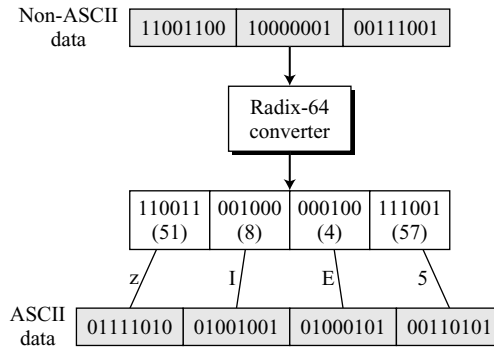 Non-ASCII
data
11001100 10000001 00111001
Radix-64
converter
110011 001000 000100 111001
(51) (8) (4) (57)
z I E 5
ASCII
data
01111010 01001001 01000101 00110101